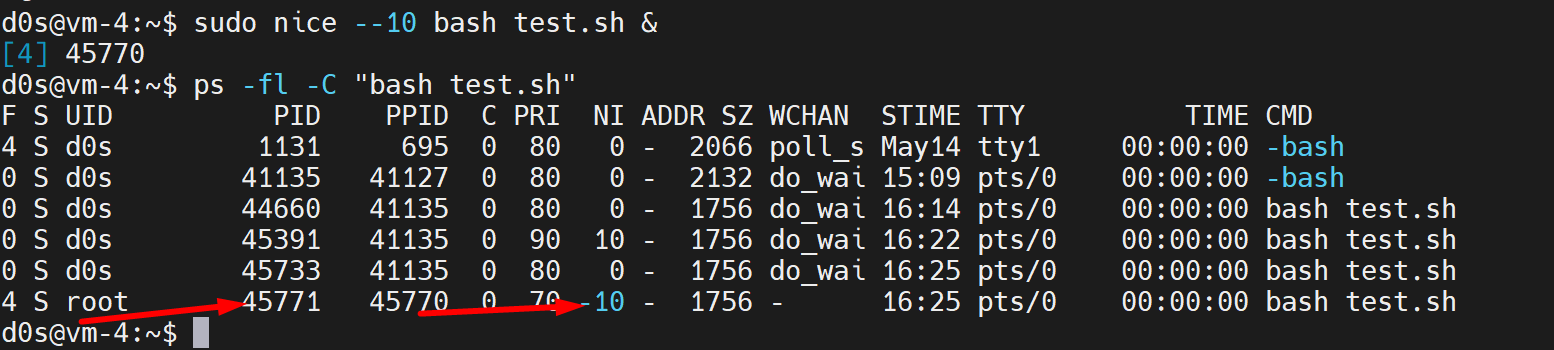 d0s@vm-4:~$ sudo nice --10 bash test.sh &
[4] 45770
d0s@vm-4:~$ ps -fl -C "bash test.sh"
F S UID          PID    PPID  C PRI  NI ADDR SZ WCHAN  STIME TTY          TIME CMD
4 S d0s         1131     695  0  80   0 -  2066 poll_s May14 tty1     00:00:00 -bash
0 S d0s        41135   41127  0  80   0 -  2132 do_wai 15:09 pts/0    00:00:00 -bash
0 S d0s        44660   41135  0  80   0 -  1756 do_wai 16:14 pts/0    00:00:00 bash test.sh
0 S d0s        45391   41135  0  90  10 -  1756 do_wai 16:22 pts/0    00:00:00 bash test.sh
0 S d0s        45733   41135  0  80   0 -  1756 do_wai 16:25 pts/0    00:00:00 bash test.sh
4 S root       45771   45770  0  70 -10 -  1756 -      16:25 pts/0    00:00:00 bash test.sh
d0s@vm-4:~$